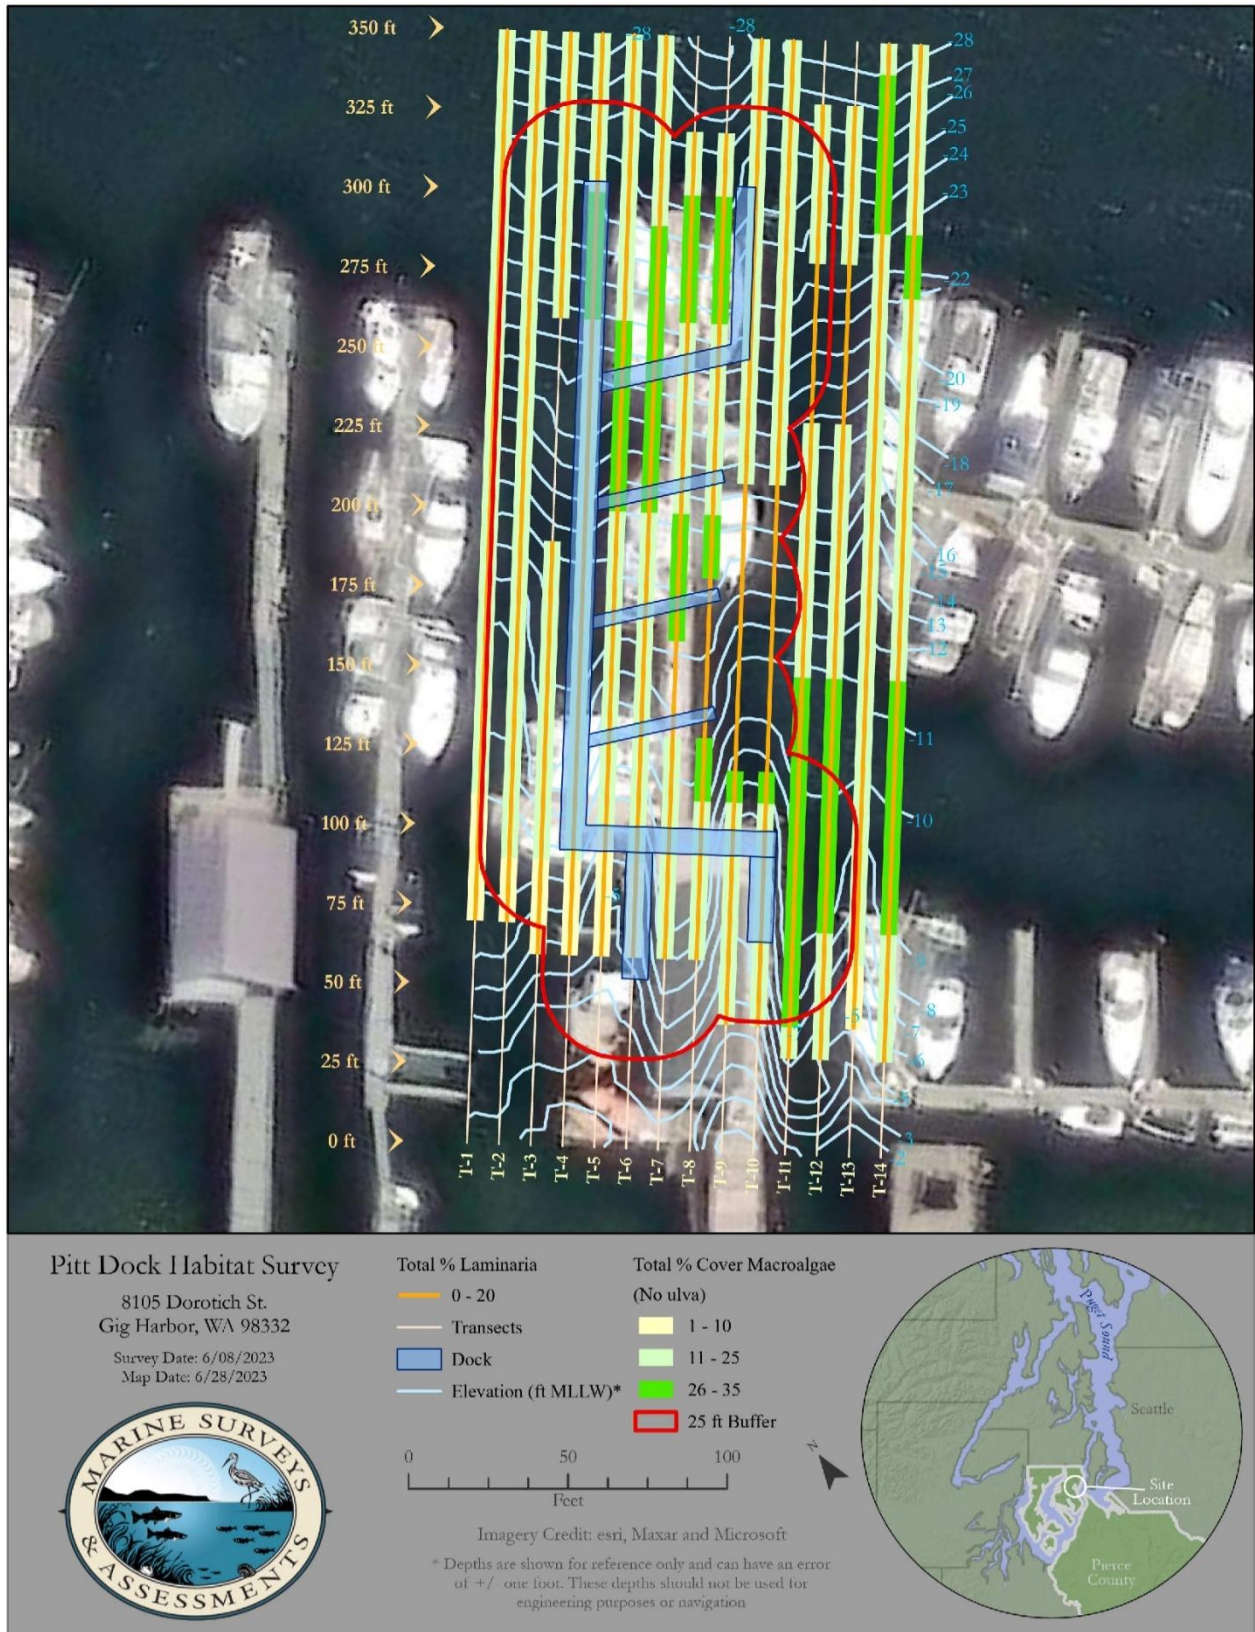 350 ft
325 ft
300 ft
275 ft
250 ft
225 ft
200 ft
175 ft
150 ft
125 ft
100 ft
75 ft
50 ft
25 ft
0 ft
-28
-28
-28
-27
-26
-25
-24
-23
-22
-20
-19
-18
-17
-16
-15
-14
-13
-12
-11
-10
-8
-7
-6
-5
-5
-3
-2
T-1
T-2
T-3
T-4
T-5
T-6
T-7
T-8
T-9
T-10
T-11
T-12
T-13
T-14
Pitt Dock Habitat Survey
8105 Dorotich St.
Gig Harbor, WA 98332
Survey Date: 6/08/2023
Map Date: 6/28/2023
MARINE SURVEYS
& ASSESSMENTS
Total % Laminaria
0 - 20
Transects
Dock
Elevation (ft MLLW)*
Total % Cover Macroalgae
(No ulva)
1 - 10
11 - 25
26 - 35
25 ft Buffer
0 50 100
Feet
N
Imagery Credit: esri, Maxar and Microsoft
* Depths are shown for reference only and can have an error
of +/- one foot. These depths should not be used for
engineering purposes or navigation
Puget Sound
Seattle
Site
Location
Pierce
County